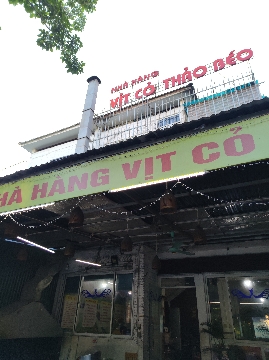 NHÀ HÀNG
VỊT CỎ THẢO BÉO
HÀ HÀNG VỊT CỎ